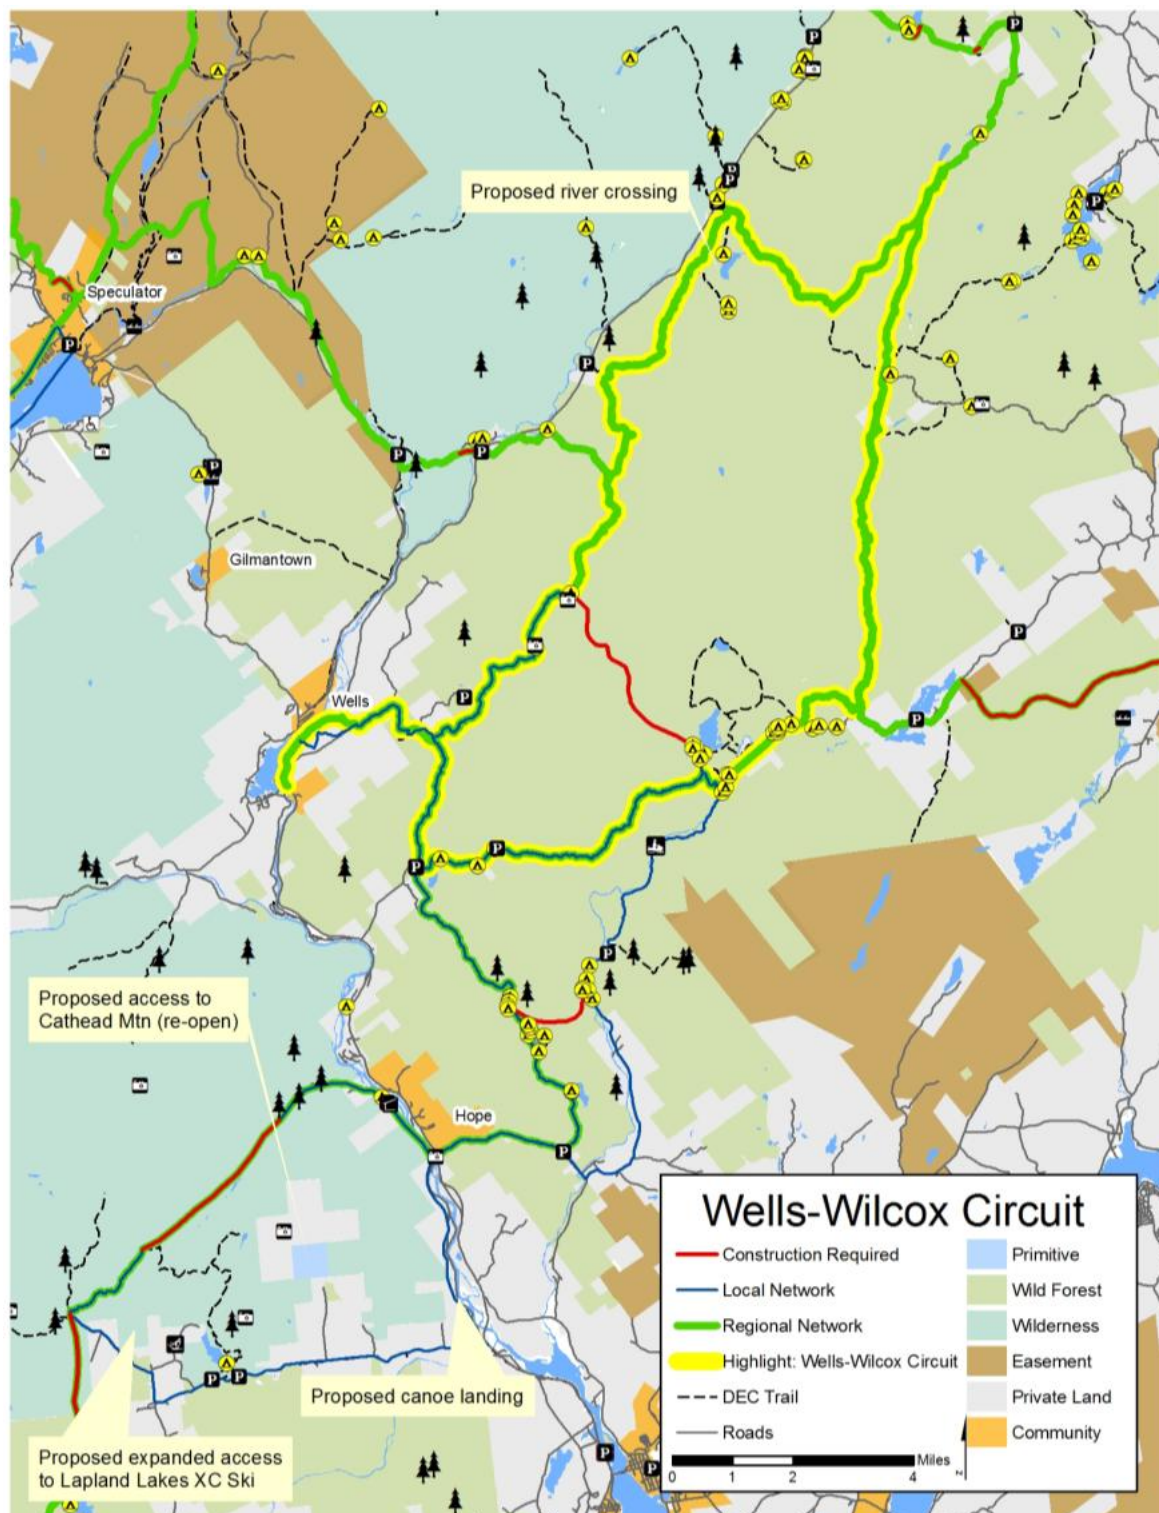 Proposed river crossing
Speculator
Gilmantown
Wells
Proposed access to
Cathead Mtn (re-open)
Hope
Proposed canoe landing
Proposed expanded access
to Lapland Lakes XC Ski
Wells-Wilcox Circuit
Construction Required
Local Network
Regional Network
Highlight: Wells-Wilcox Circuit
DEC Trail
Roads
Primitive
Wild Forest
Wilderness
Easement
Private Land
Community
Miles
0 1 2 4